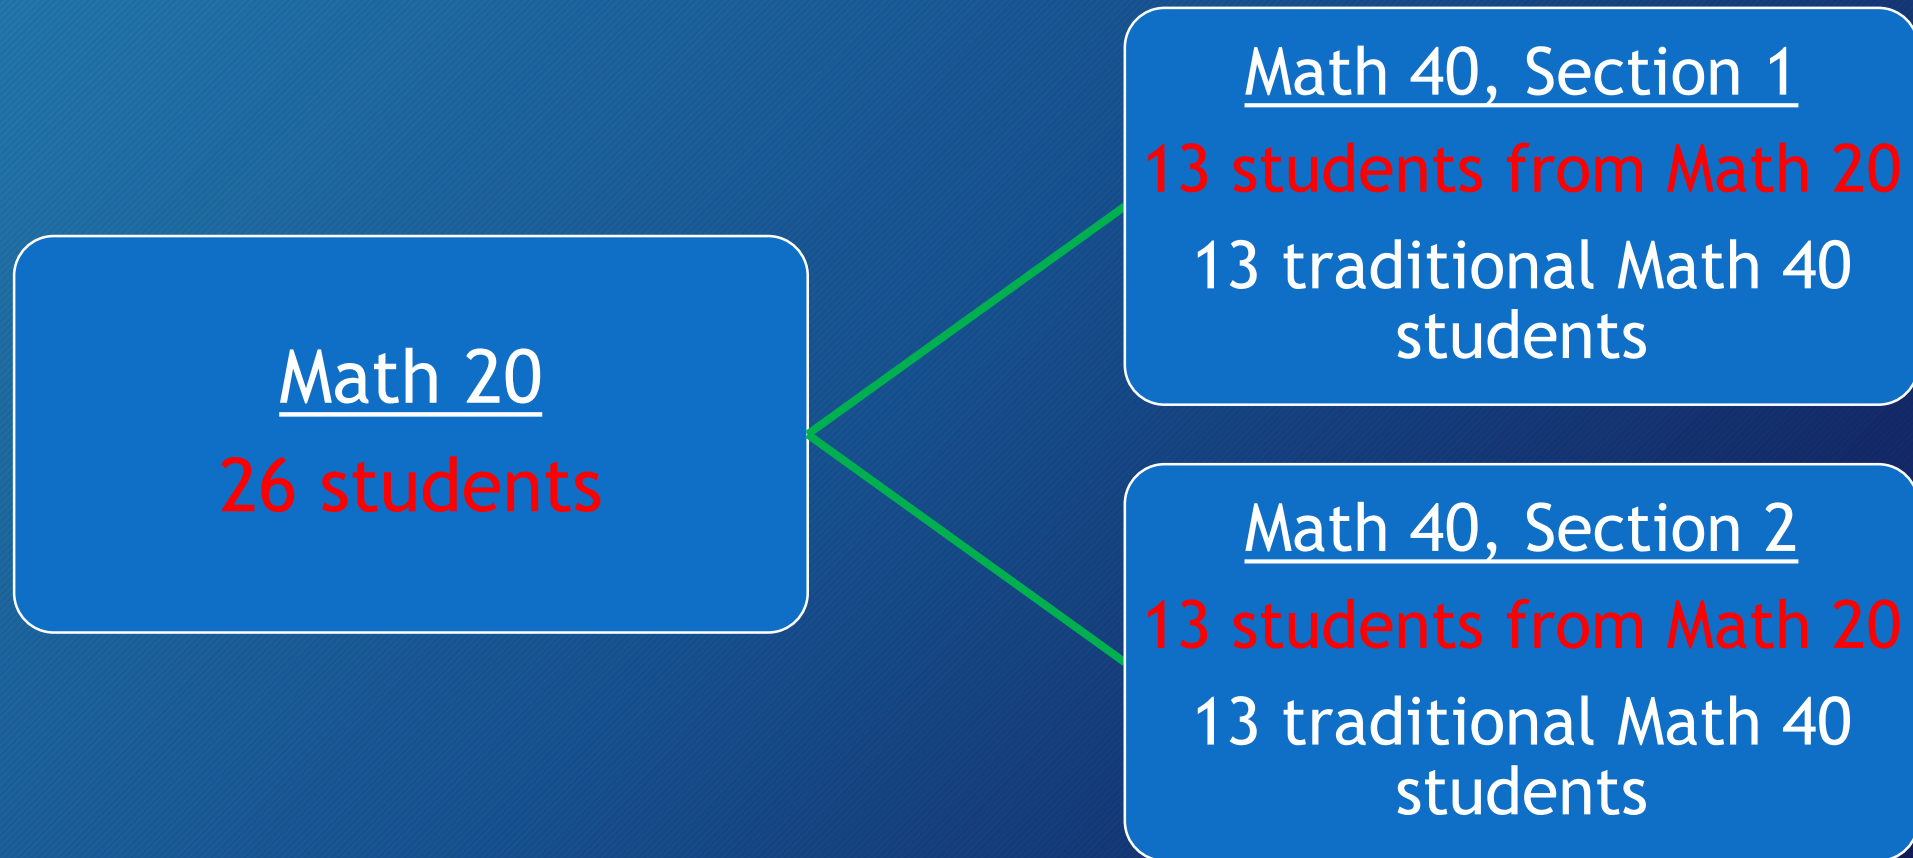 Math 20
26 students
Math 40, Section 1
13 students from Math 20
13 traditional Math 40
students
Math 40, Section 2
13 students from Math 20
13 traditional Math 40
students